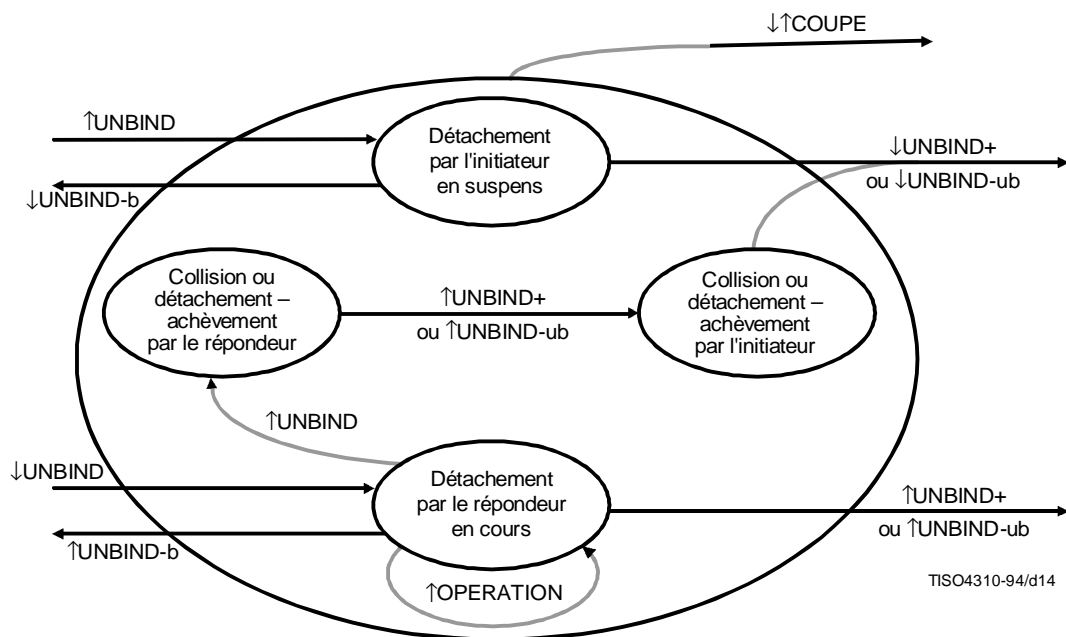 ↓↑COUPE
↑UNBIND
↓UNBIND-b
Détachement
par l'initiateur
en suspens
↓UNBIND+
ou ↓UNBIND-ub
Collision ou
détachement –
achèvement
par le répondeur
↑UNBIND+
ou ↑UNBIND-ub
Collision ou
détachement –
achèvement
par l'initiateur
↑UNBIND
↓UNBIND
↑UNBIND-b
Détachement
par le répondeur
en cours
↑UNBIND+
ou ↑UNBIND-ub
↑OPERATION
TISO4310-94/d14